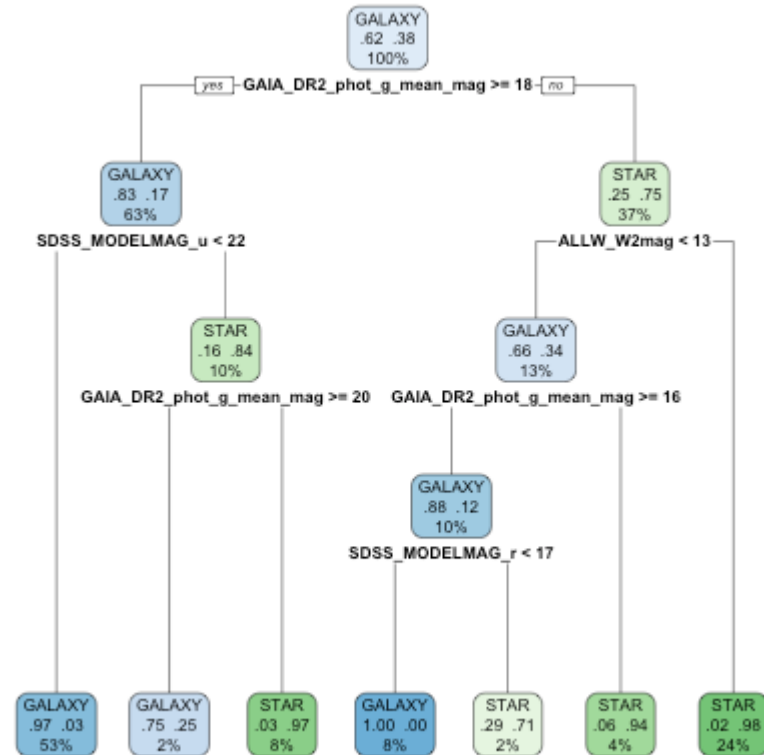 GALAXY
.62 .38
100%
yes GAIA_DR2_phot_g_mean_mag >= 18 no
GALAXY
.83 .17
63%
SDSS_MODELMAG_u < 22
STAR
.25 .75
37%
ALLW_W2mag < 13
STAR
.16 .84
10%
GAIA_DR2_phot_g_mean_mag >= 20
GALAXY
.66 .34
13%
GAIA_DR2_phot_g_mean_mag >= 16
GALAXY
.88 .12
10%
SDSS_MODELMAG_r < 17
GALAXY
.97 .03
53%
GALAXY
.75 .25
2%
STAR
.03 .97
8%
GALAXY
1.00 .00
8%
STAR
.29 .71
2%
STAR
.06 .94
4%
STAR
.02 .98
24%